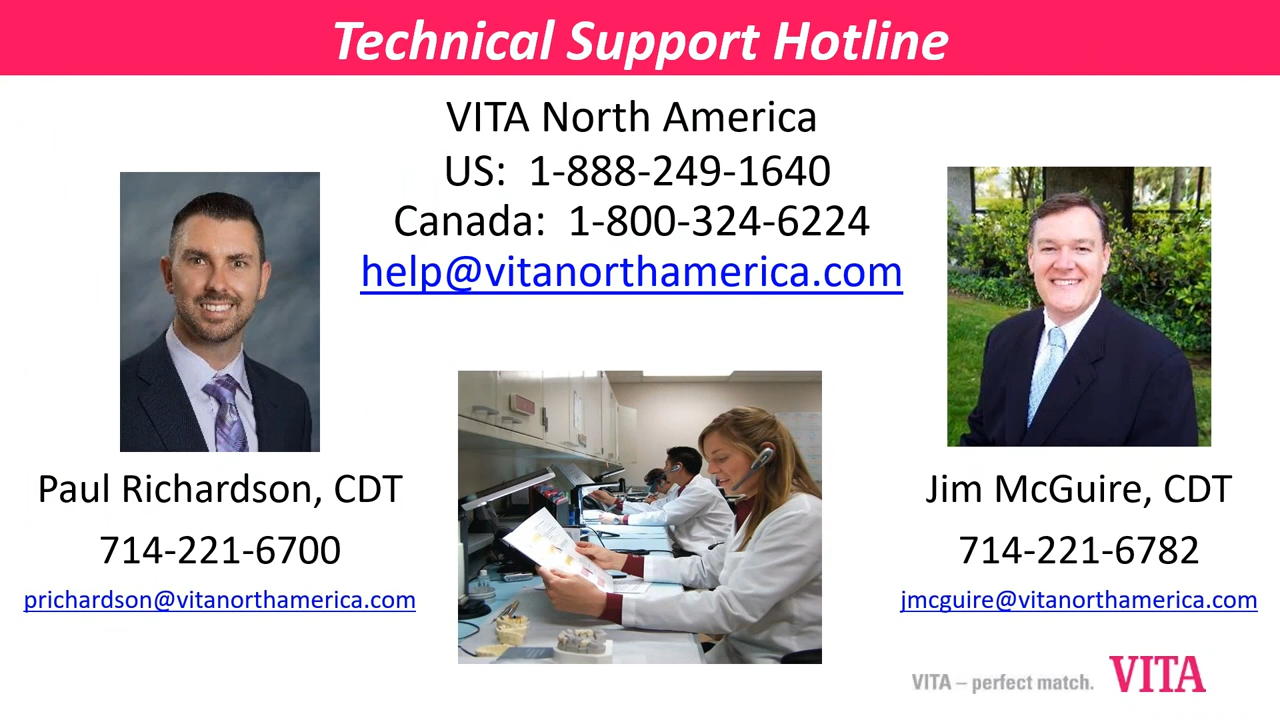 Technical Support Hotline
VITA North America
US: 1-888-249-1640
Canada: 1-800-324-6224
help@vitanorthamerica.com
Paul Richardson, CDT
714-221-6700
prichardson@vitanorthamerica.com
Jim McGuire, CDT
714-221-6782
jmcguire@vitanorthamerica.com
VITA – perfect match.
VITA